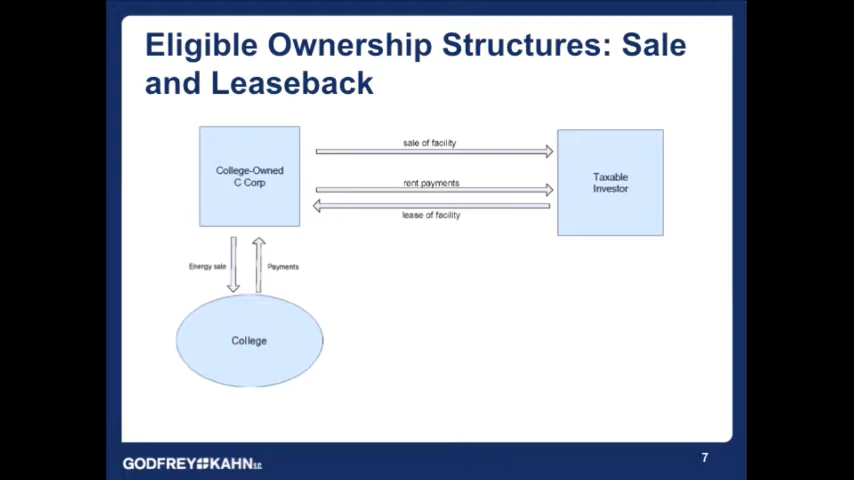 Eligible Ownership Structures: Sale
and Leaseback
College-Owned
C Corp
sale of facility
rent payments
lease of facility
Taxable
Investor
Energy sale
Payments
College
GODFREY KAHN S.C.
7